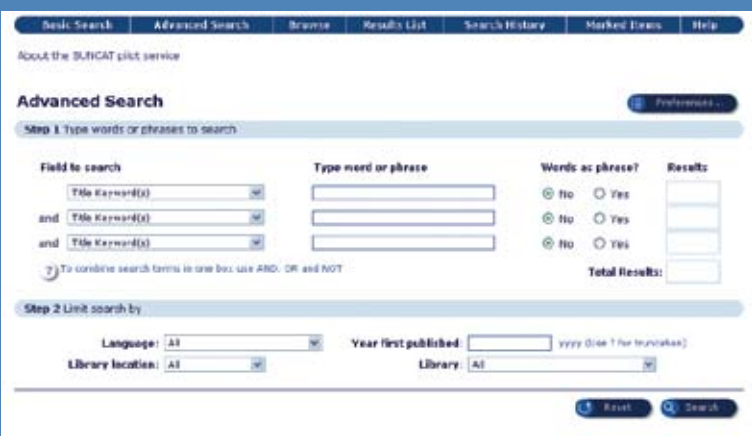 Basic Search Advanced Search Browse Results List Search History Marked Items Help
About the SUNCAT pilot service
Advanced Search
Preferences
Step 1 Type words or phrases to search
Field to search Type word or phrase Words as phrase? Results
Title Keyword(s) No Yes
and Title Keyword(s) No Yes
and Title Keyword(s) No Yes
? To combine search terms in one box use AND, OR and NOT Total Results:
Step 2 Limit search by
Language: All Year first published: yyyy (Use ? for truncation)
Library location: All Library: All
Reset Search